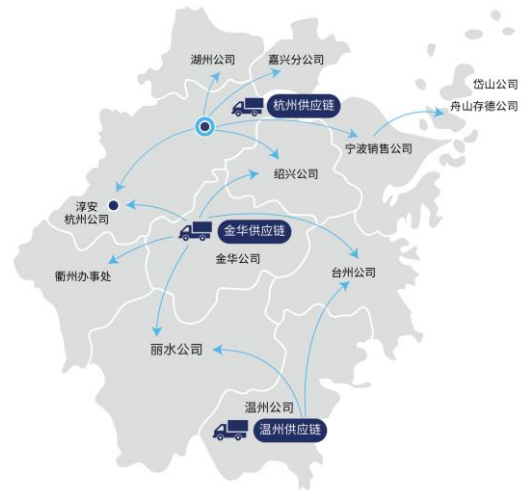 湖州公司
嘉兴分公司
岱山公司
舟山存德公司
杭州供应链
宁波销售公司
绍兴公司
淳安
杭州公司
金华供应链
金华公司
衢州办事处
台州公司
丽水公司
温州公司
温州供应链